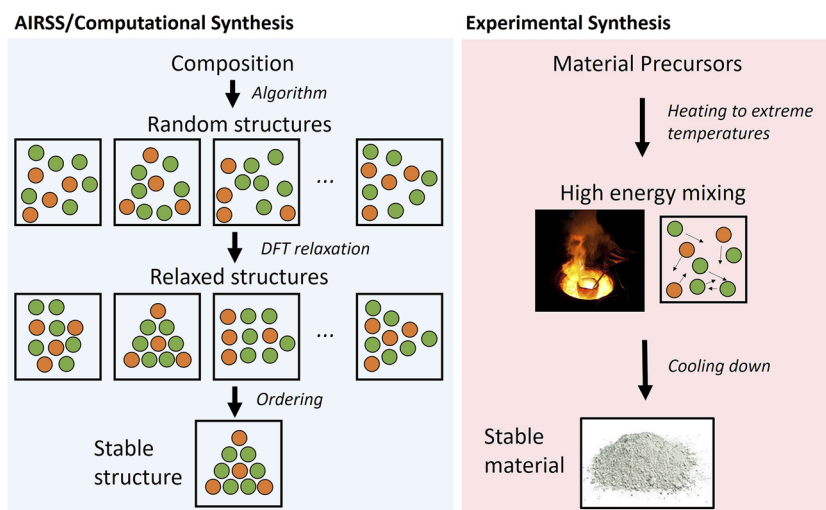 AIRSS/Computational Synthesis
Composition
Algorithm
Random structures
...
DFT relaxation
Relaxed structures
...
Ordering
Stable
structure
Experimental Synthesis
Material Precursors
Heating to extreme
temperatures
High energy mixing
Cooling down
Stable
material